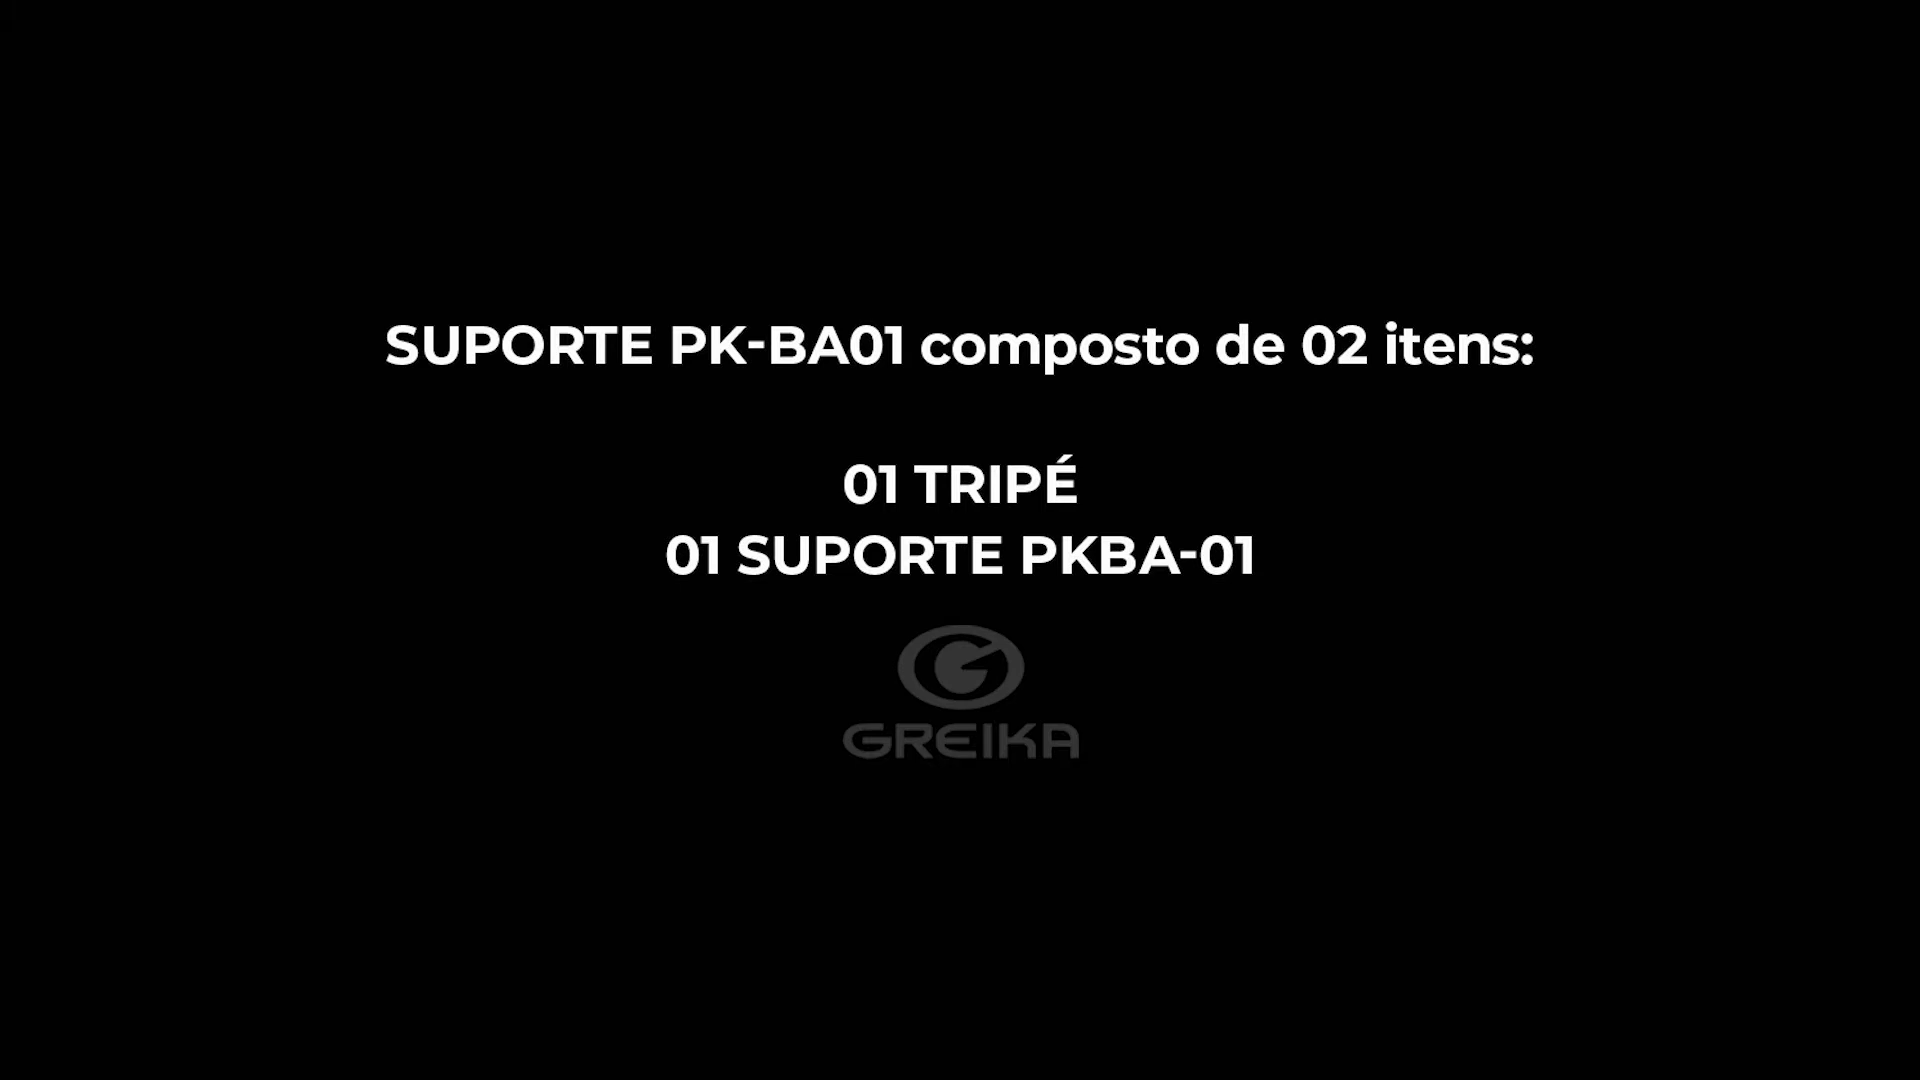 SUPORTE PK-BA01 composto de 02 itens:
01 TRIPÉ
01 SUPORTE PKBA-01
GREIKA